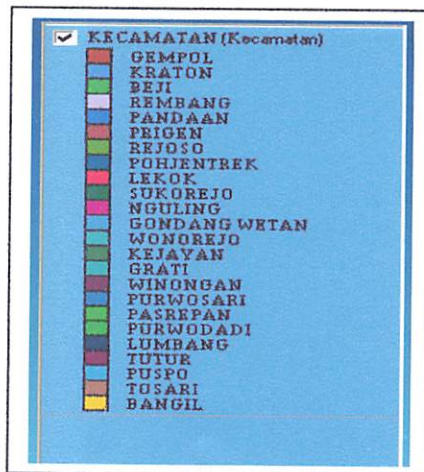 KECAMATAN (Kecamatan)
GEMPOL
KRATON
BEJI
REMBANG
PANDAAN
PRIGEN
REJOSO
POHJENTREK
LEKOK
SUKOREJO
NGULING
GONDANG WETAN
WONOREJO
KEJAYAN
GRATI
WINONGAN
PURWOSARI
PASREPAN
PURWODADI
LUMBANG
TUTUR
PUSPO
TOSARI
BANGIL